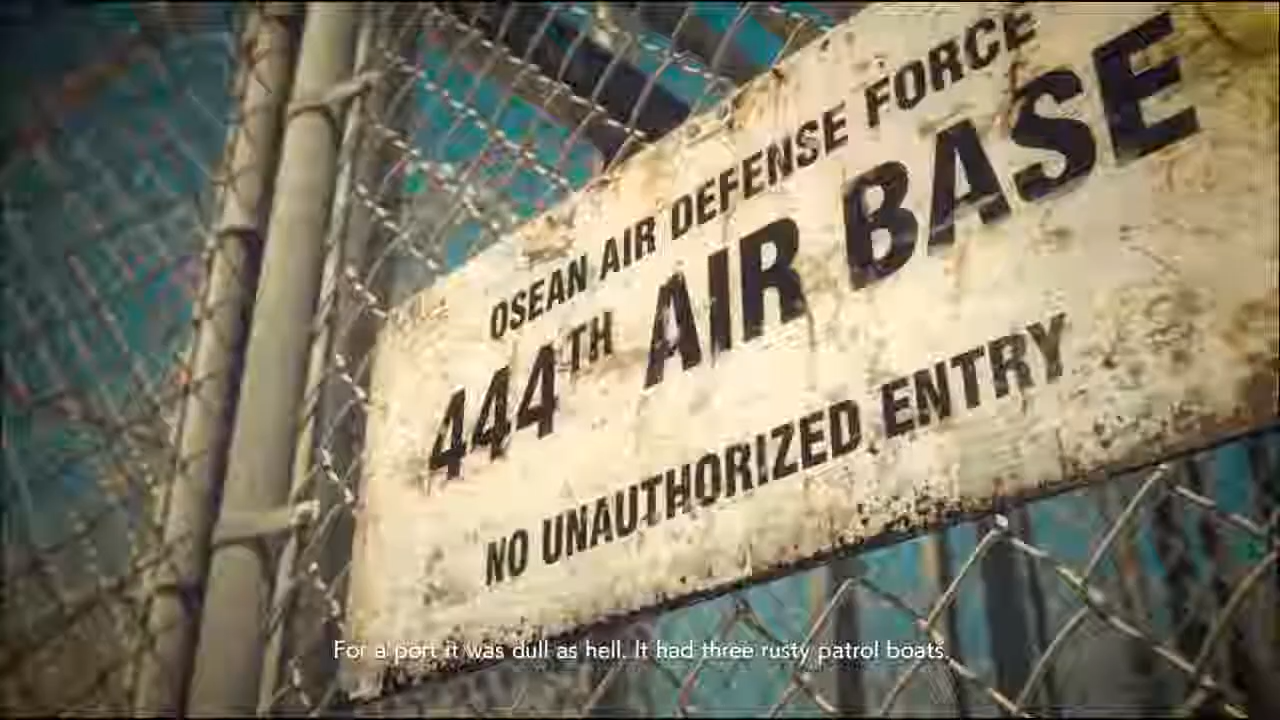 OSEAN AIR DEFENSE FORCE
444TH AIR BASE
NO UNAUTHORIZED ENTRY
For a port it was dull as hell. It had three rusty patrol boats.